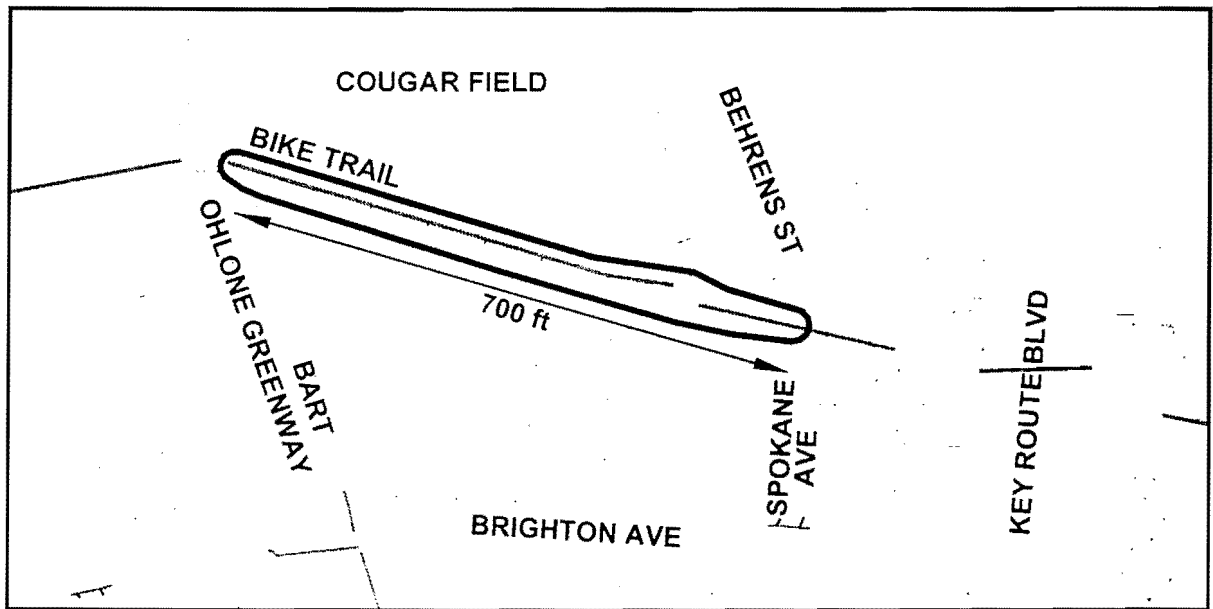 COUGAR FIELD
BEHRENS ST
BIKE TRAIL
OHLONE GREENWAY
700 ft
BART
SPOKANE
AVE
KEY ROUTE BLVD
BRIGHTON AVE